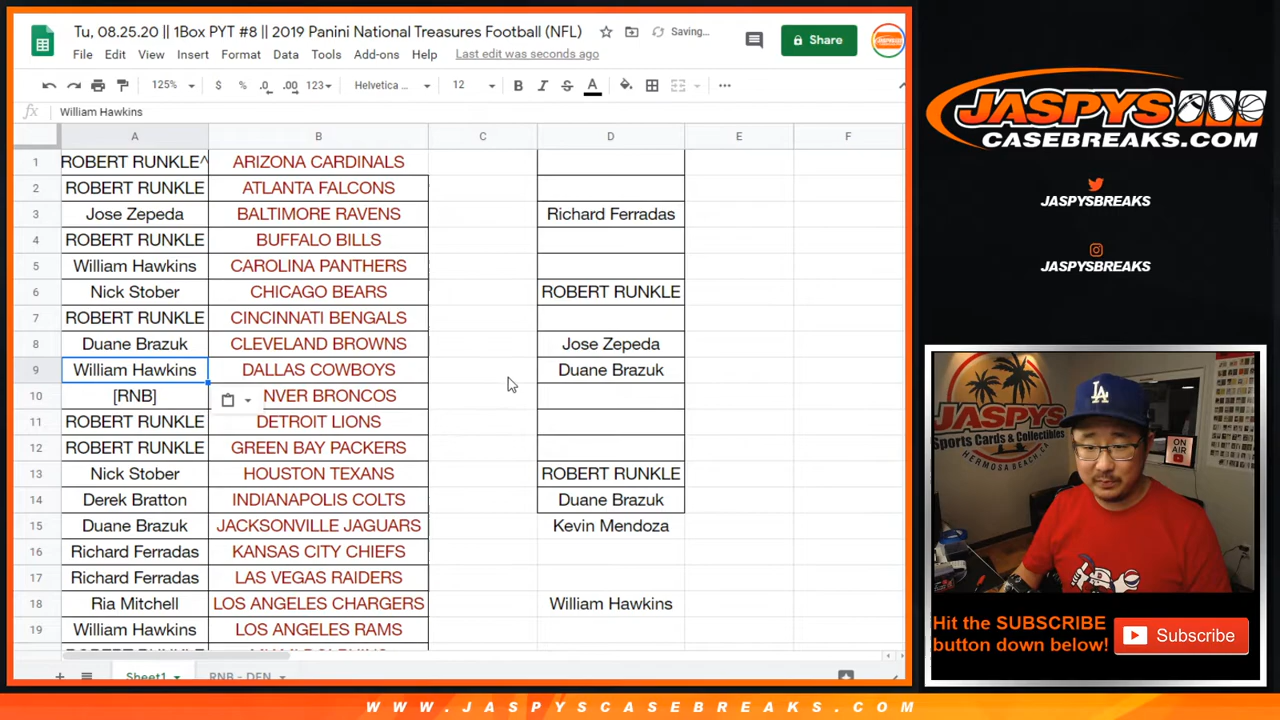 Tu, 08.25.20 || 1Box PYT #8 || 2019 Panini National Treasures Football (NFL) Saving...
File Edit View Insert Format Data Tools Add-ons Help Last edit was seconds ago
Share
125% $ % .0 .00 123 Helvetica ... 12 B I S A
fx William Hawkins
A B C D E F
1 ROBERT RUNKLE^ ARIZONA CARDINALS
2 ROBERT RUNKLE ATLANTA FALCONS
3 Jose Zepeda BALTIMORE RAVENS Richard Ferradas
4 ROBERT RUNKLE BUFFALO BILLS
5 William Hawkins CAROLINA PANTHERS
6 Nick Stober CHICAGO BEARS ROBERT RUNKLE
7 ROBERT RUNKLE CINCINNATI BENGALS
8 Duane Brazuk CLEVELAND BROWNS Jose Zepeda
9 William Hawkins DALLAS COWBOYS Duane Brazuk
10 [RNB] NVER BRONCOS
11 ROBERT RUNKLE DETROIT LIONS
12 ROBERT RUNKLE GREEN BAY PACKERS
13 Nick Stober HOUSTON TEXANS ROBERT RUNKLE
14 Derek Bratton INDIANAPOLIS COLTS Duane Brazuk
15 Duane Brazuk JACKSONVILLE JAGUARS Kevin Mendoza
16 Richard Ferradas KANSAS CITY CHIEFS
17 Richard Ferradas LAS VEGAS RAIDERS
18 Ria Mitchell LOS ANGELES CHARGERS William Hawkins
19 William Hawkins LOS ANGELES RAMS
Sheet1 RNB - DEN
JASPYS
CASEBREAKS.COM
JASPYSBREAKS
JASPYSBREAKS
JASPYS
Sports Cards & Collectibles
HERMOSA BEACH, CA
ON AIR
LA
Hit the SUBSCRIBE
button down below!
Subscribe
WWW.JASPYSCASEBREAKS.COM